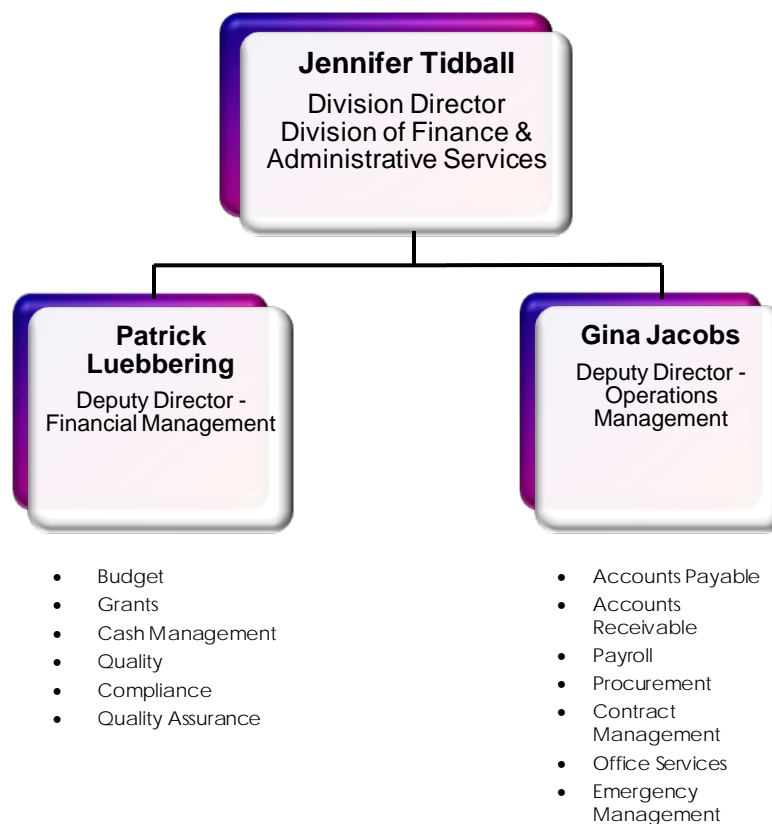 Jennifer Tidball
Division Director
Division of Finance &
Administrative Services
Patrick
Luebbering
Deputy Director -
Financial Management
Gina Jacobs
Deputy Director -
Operations
Management
• Budget
• Grants
• Cash Management
• Quality
• Compliance
• Quality Assurance
• Accounts Payable
• Accounts
Receivable
• Payroll
• Procurement
• Contract
Management
• Office Services
• Emergency
Management